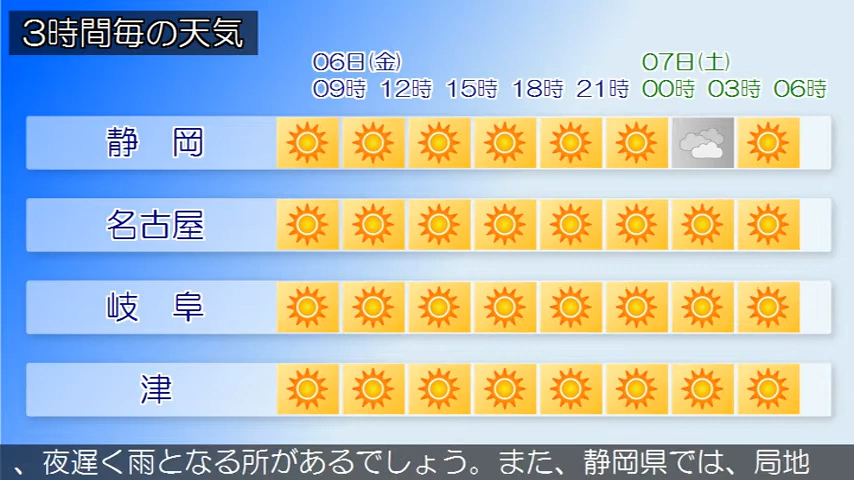 3時間毎の天気
06日(金) 07日(土)
09時 12時 15時 18時 21時 00時 03時 06時
静 岡
名古屋
岐 阜
津
、夜遅く雨となる所があるでしょう。また、静岡県では、局地